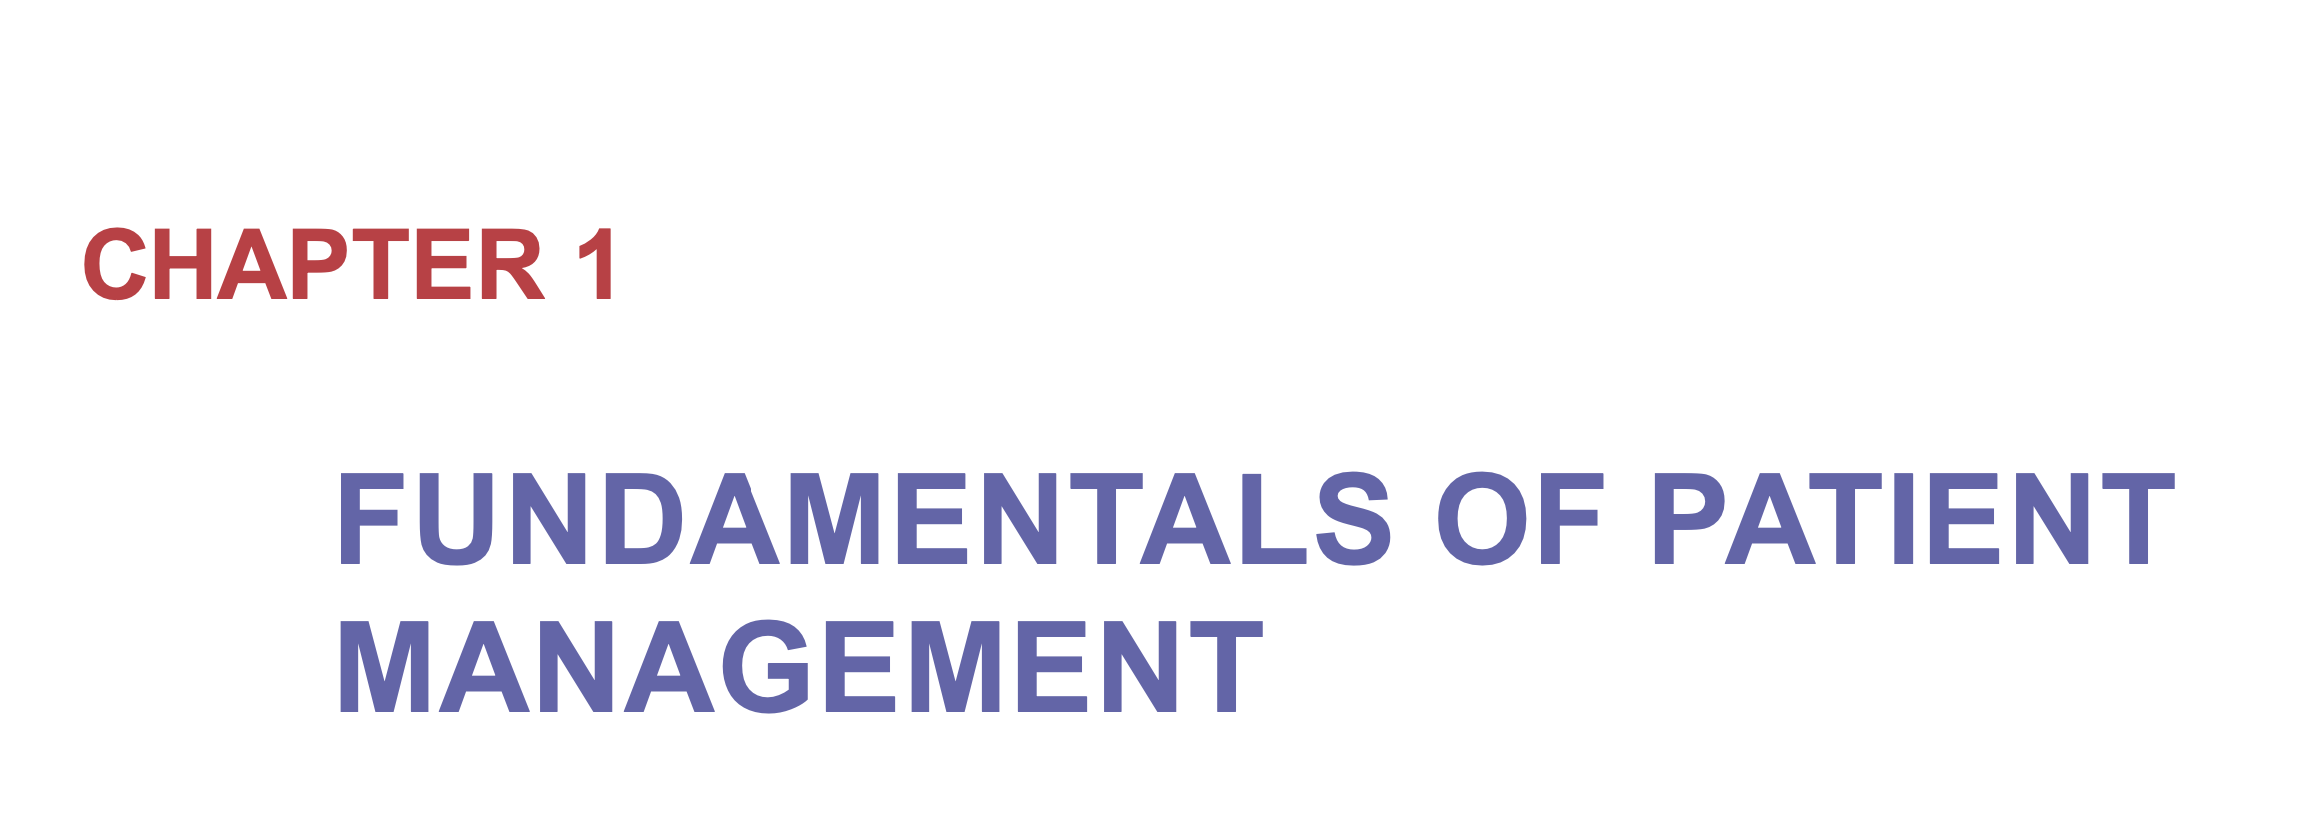 CHAPTER 1
FUNDAMENTALS OF PATIENT
MANAGEMENT